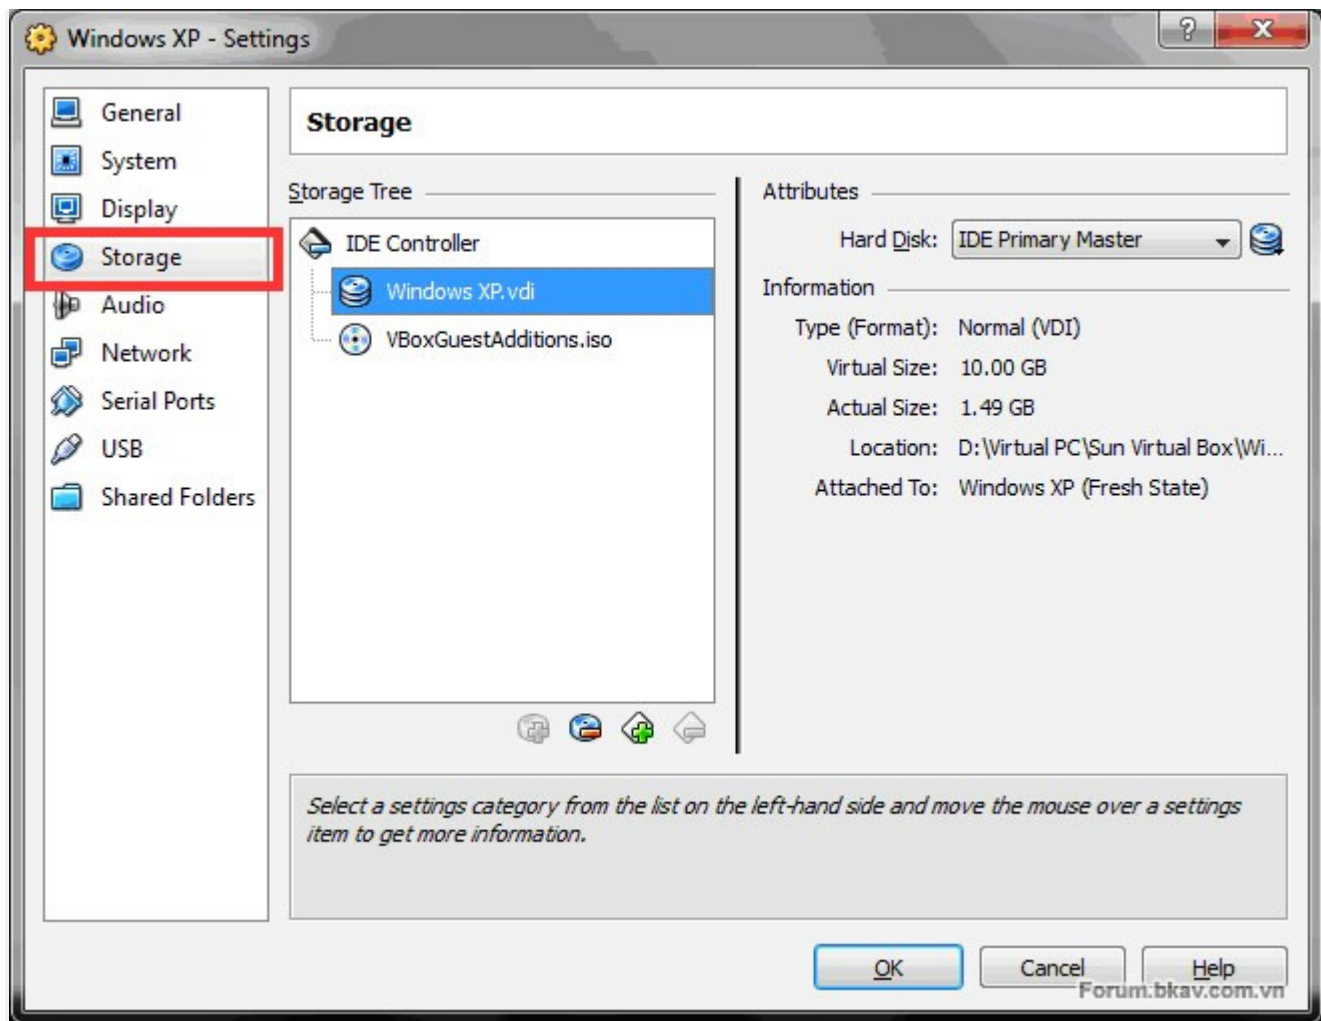 Windows XP - Settings
?
X
General
System
Display
Storage
Audio
Network
Serial Ports
USB
Shared Folders
Storage
Storage Tree
IDE Controller
Windows XP.vdi
VBoxGuestAdditions.iso
Attributes
Hard Disk: IDE Primary Master
Information
Type (Format): Normal (VDI)
Virtual Size: 10.00 GB
Actual Size: 1.49 GB
Location: D:\Virtual PC\Sun Virtual Box\Wi...
Attached To: Windows XP (Fresh State)
Select a settings category from the list on the left-hand side and move the mouse over a settings
item to get more information.
OK
Cancel
Help
Forum.bkav.com.vn